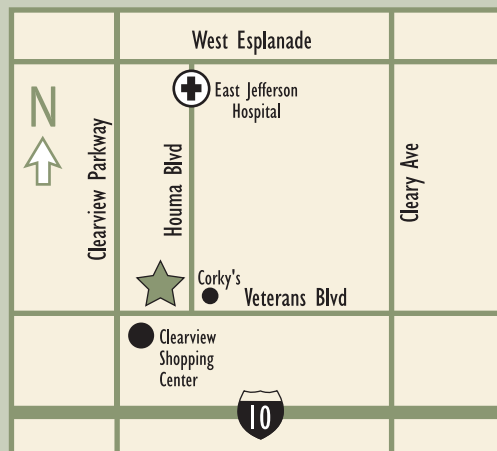 West Esplanade
East Jefferson
Hospital
N
Clearview Parkway
Houma Blvd
Cleary Ave
Corky's
Veterans Blvd
Clearview
Shopping
Center
10